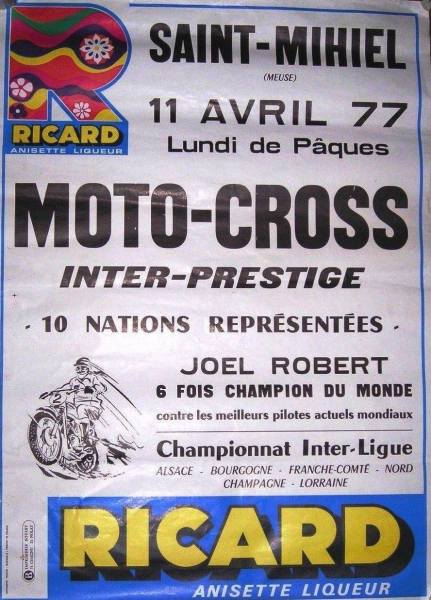 RICARD
ANISETTE LIQUEUR
SAINT-MIHIEL
(MEUSE)
11 AVRIL 77
Lundi de Pâques
MOTO-CROSS
INTER-PRESTIGE
- 10 NATIONS REPRÉSENTÉES -
JOEL ROBERT
6 FOIS CHAMPION DU MONDE
contre les meilleurs pilotes actuels mondiaux
Championnat Inter-Ligue
ALSACE - BOURGOGNE - FRANCHE-COMTÉ - NORD
CHAMPAGNE - LORRAINE
RICARD
ANISETTE LIQUEUR